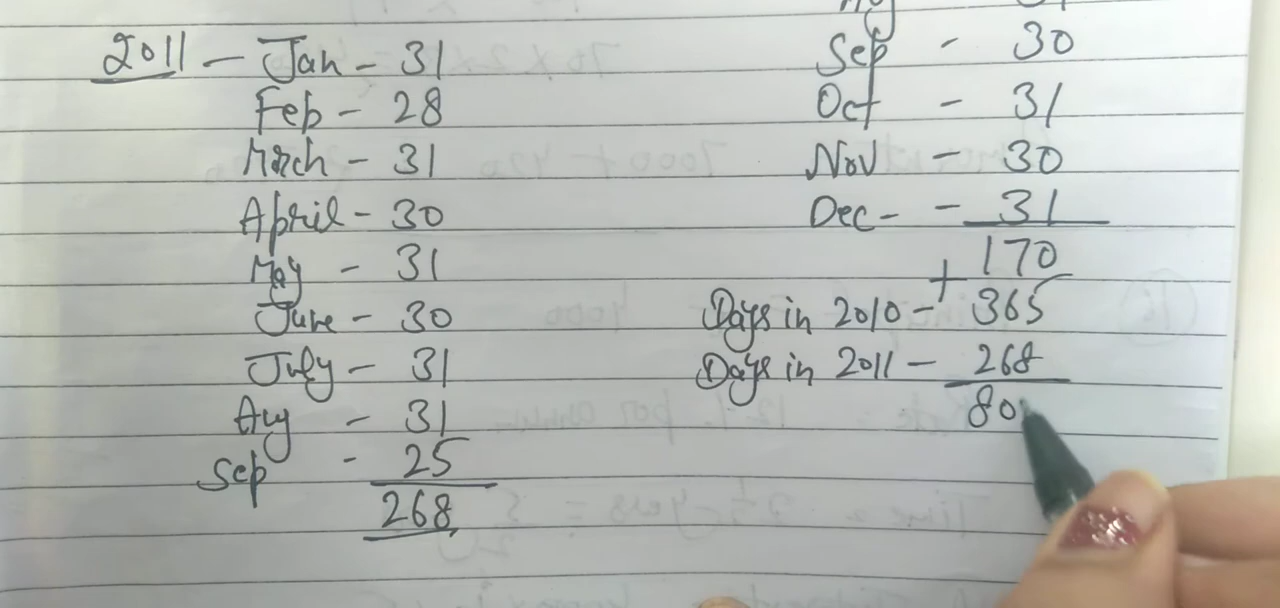 2011 - Jan - 31
Feb - 28
March - 31
April - 30
May - 31
June - 30
July - 31
Aug - 31
Sep - 25
268
Sep - 30
Oct - 31
Nov - 30
Dec - - 31
170
+
Days in 2010 - 365
Days in 2011 - 268
80